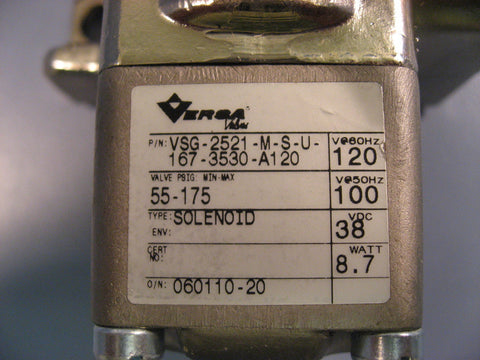 VERSA
Valves
P/N: VSG-2521-M-S-U-
167-3530-A120
V@60Hz
120
VALVE PSIG: MIN-MAX
55-175
V@50Hz
100
TYPE: SOLENOID
ENV:
VDC
38
CERT
NO:
WATT
8.7
O/N: 060110-20